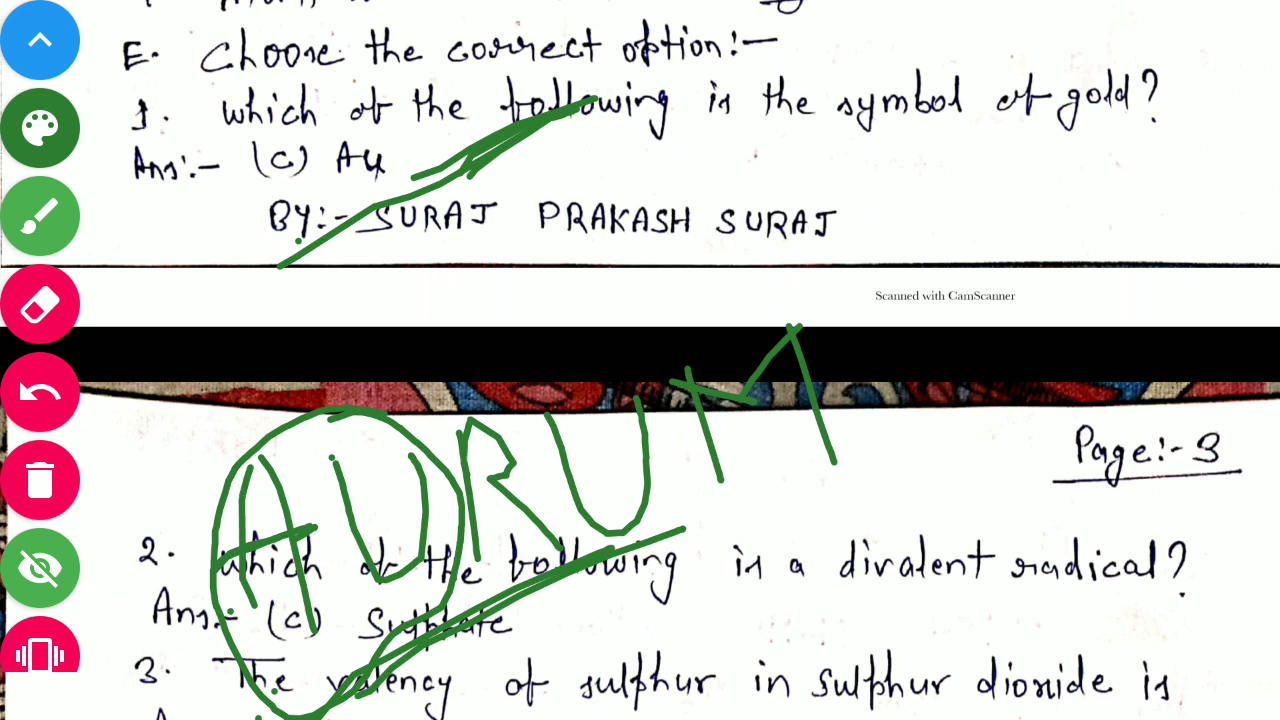 E. Choose the correct option:-
1. Which of the following is the symbol of gold?
Ans:- (C) Au
BY:- SURAJ PRAKASH SURAJ
Scanned with CamScanner
AURUM
Page:- 3
2. Which of the following is a divalent radical?
Ans:- (C) Sulphate
3. The valency of sulphur in sulphur dioxide is